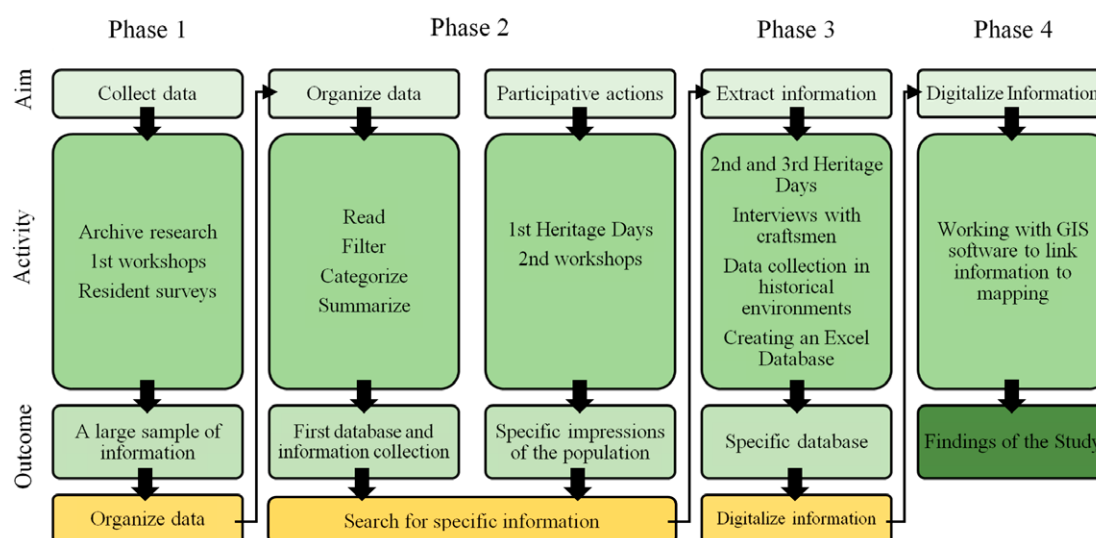 Phase 1
Phase 2
Phase 3
Phase 4
Aim
Collect data
Organize data
Participative actions
Extract information
Digitalize Information
Activity
Archive research
1st workshops
Resident surveys
Read
Filter
Categorize
Summarize
1st Heritage Days
2nd workshops
2nd and 3rd Heritage
Days
Interviews with
craftsmen
Data collection in
historical
environments
Creating an Excel
Database
Working with GIS
software to link
information to
mapping
Outcome
A large sample of
information
First database and
information collection
Specific impressions
of the population
Specific database
Findings of the Study
Organize data
Search for specific information
Digitalize information